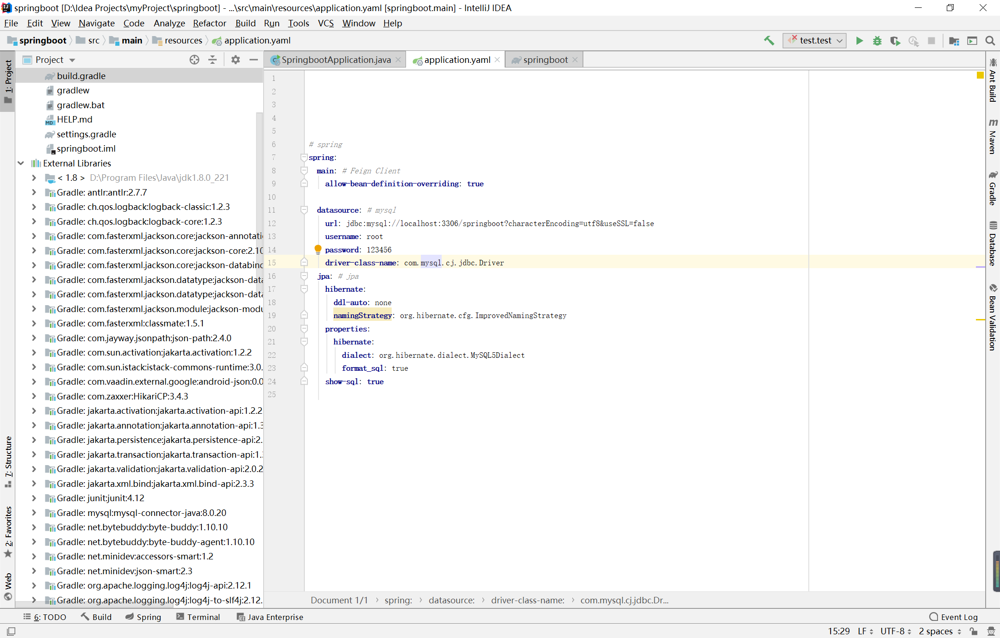 springboot [D:\Idea Projects\myProject\springboot] - ...\src\main\resources\application.yaml [springboot.main] - IntelliJ IDEA
File Edit View Navigate Code Analyze Refactor Build Run Tools VCS Window Help
springboot src main resources application.yaml
test.test
1: Project
Project
SpringbootApplication.java
application.yaml
springboot
build.gradle
gradlew
gradlew.bat
HELP.md
settings.gradle
springboot.iml
External Libraries
< 1.8 > D:\Program Files\Java\jdk1.8.0_221
Gradle: antlr:antlr:2.7.7
Gradle: ch.qos.logback:logback-classic:1.2.3
Gradle: ch.qos.logback:logback-core:1.2.3
Gradle: com.fasterxml.jackson.core:jackson-annotati
Gradle: com.fasterxml.jackson.core:jackson-core:2.10
Gradle: com.fasterxml.jackson.core:jackson-databind
Gradle: com.fasterxml.jackson.datatype:jackson-data
Gradle: com.fasterxml.jackson.datatype:jackson-data
Gradle: com.fasterxml.jackson.module:jackson-modu
Gradle: com.fasterxml:classmate:1.5.1
Gradle: com.jayway.jsonpath:json-path:2.4.0
Gradle: com.sun.activation:jakarta.activation:1.2.2
Gradle: com.sun.istack:istack-commons-runtime:3.0.
Gradle: com.vaadin.external.google:android-json:0.0
Gradle: com.zaxxer:HikariCP:3.4.3
Gradle: jakarta.activation:jakarta.activation-api:1.2.2
Gradle: jakarta.annotation:jakarta.annotation-api:1.3
Gradle: jakarta.persistence:jakarta.persistence-api:2.
Gradle: jakarta.transaction:jakarta.transaction-api:1.
Gradle: jakarta.validation:jakarta.validation-api:2.0.2
Gradle: jakarta.xml.bind:jakarta.xml.bind-api:2.3.3
Gradle: junit:junit:4.12
Gradle: mysql:mysql-connector-java:8.0.20
Gradle: net.bytebuddy:byte-buddy:1.10.10
Gradle: net.bytebuddy:byte-buddy-agent:1.10.10
Gradle: net.minidev:accessors-smart:1.2
Gradle: net.minidev:json-smart:2.3
Gradle: org.apache.logging.log4j:log4j-api:2.12.1
Gradle: org.apache.logging.log4j:log4j-to-slf4j:2.12.
7: Structure
2: Favorites
Web
1
2
3
4
5
6 # spring
7 spring:
8 main: # Feign Client
9 allow-bean-definition-overriding: true
10
11 datasource: # mysql
12 url: jdbc:mysql://localhost:3306/springboot?characterEncoding=utf8&useSSL=false
13 username: root
14 password: 123456
15 driver-class-name: com.mysql.cj.jdbc.Driver
16 jpa: # jpa
17 hibernate:
18 ddl-auto: none
19 namingStrategy: org.hibernate.cfg.ImprovedNamingStrategy
20 properties:
21 hibernate:
22 dialect: org.hibernate.dialect.MySQL5Dialect
23 format_sql: true
24 show-sql: true
25
Ant Build
m Maven
Gradle
Database
Bean Validation
Document 1/1 › spring: › datasource: › driver-class-name: › com.mysql.cj.jdbc.Dr...
6: TODO Build Spring Terminal Java Enterprise Event Log
15:29 LF UTF-8 2 spaces